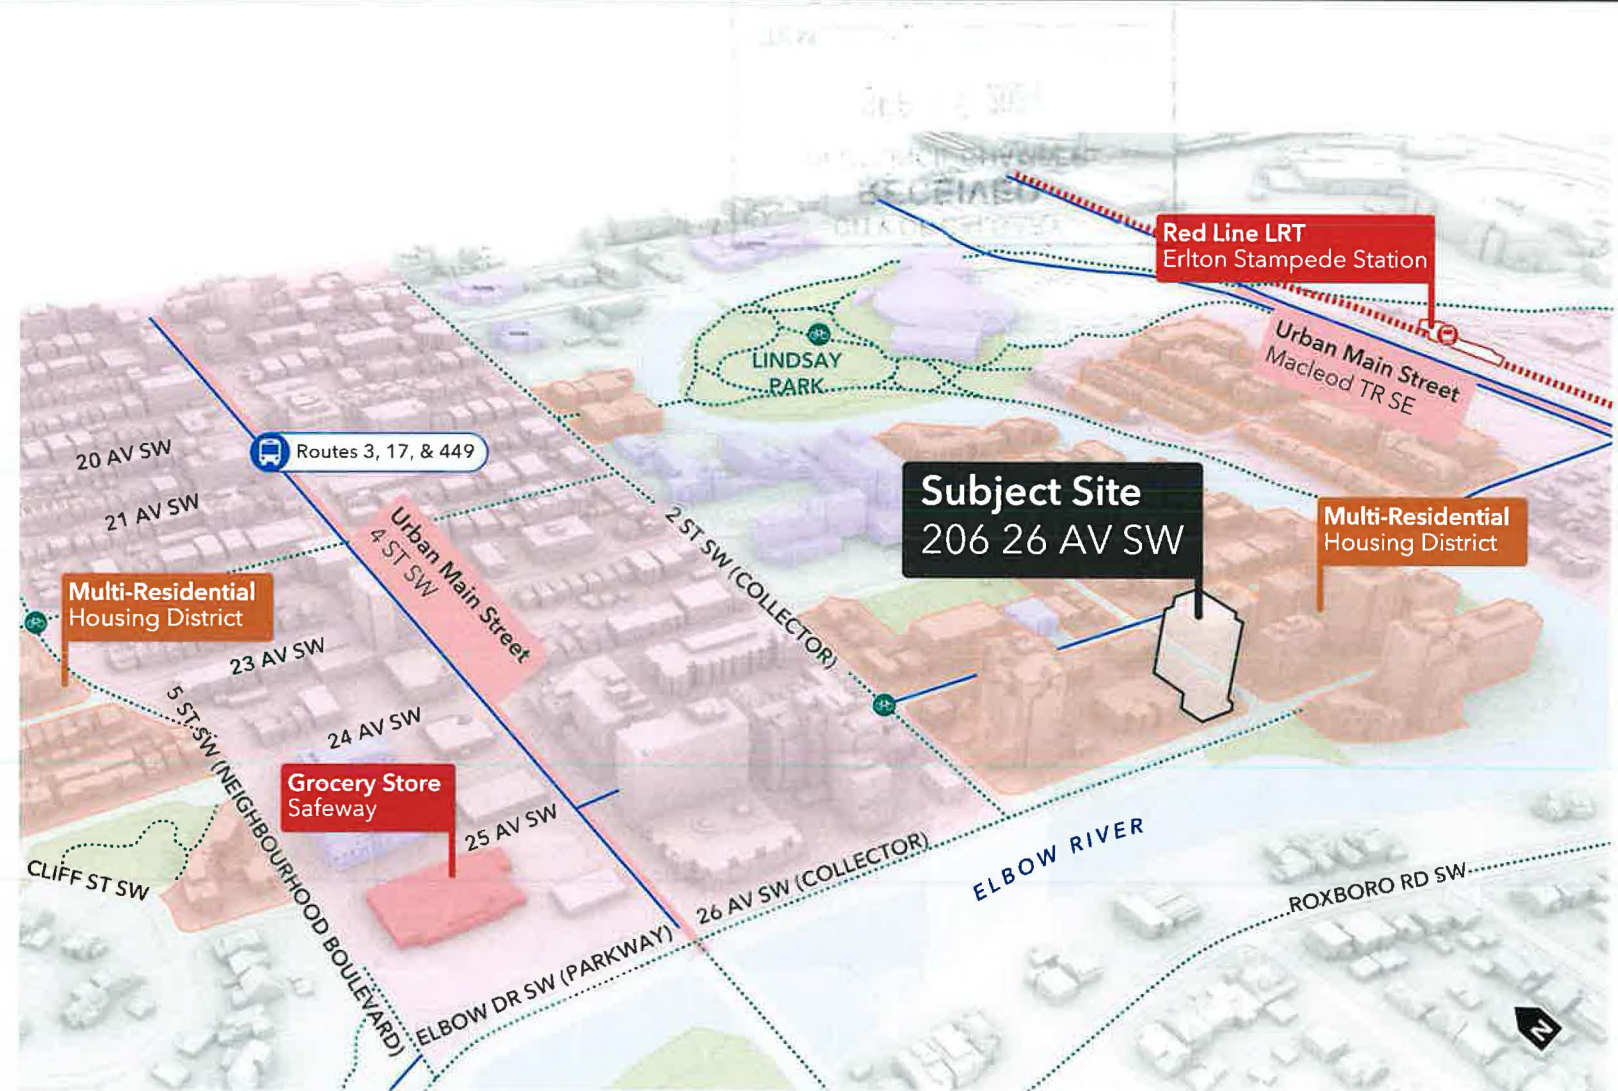 RECEIVED
Red Line LRT
Erlton Stampede Station
LINDSAY
PARK
Urban Main Street
Macleod TR SE
20 AV SW
Routes 3, 17, & 449
21 AV SW
Urban Main Street
4 ST SW
2 ST SW (COLLECTOR)
Subject Site
206 26 AV SW
Multi-Residential
Housing District
Multi-Residential
Housing District
23 AV SW
5 ST SW (NEIGHBOURHOOD BOULEVARD)
24 AV SW
Grocery Store
Safeway
25 AV SW
CLIFF ST SW
26 AV SW (COLLECTOR)
ELBOW RIVER
ROXBORO RD SW
ELBOW DR SW (PARKWAY)
N